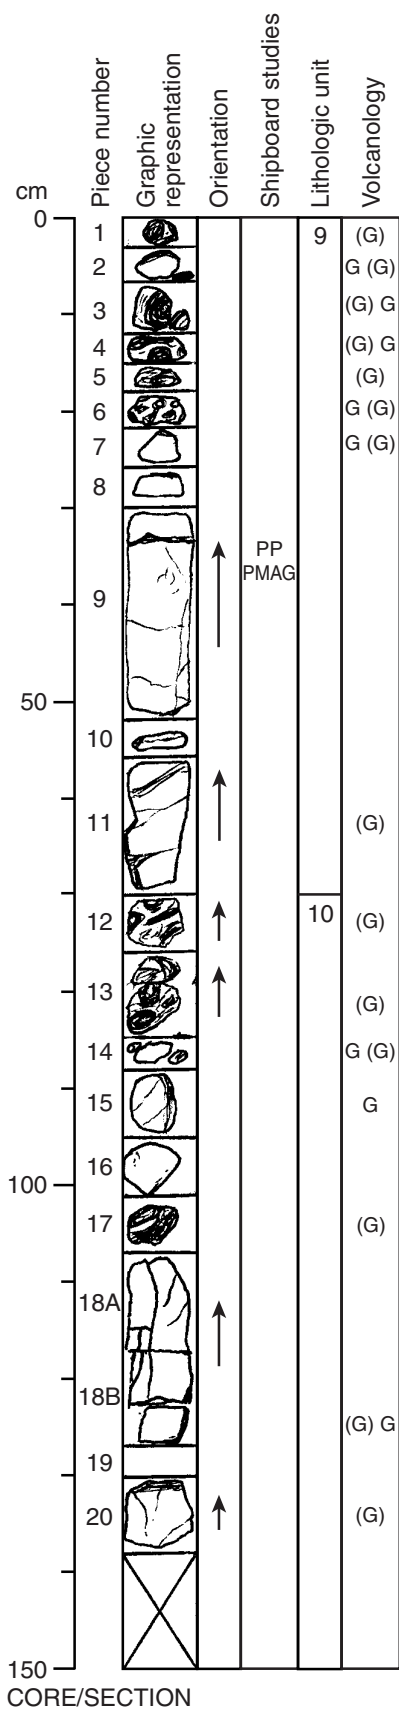 cm
Piece number
Graphic representation
Orientation
Shipboard studies
Lithologic unit
Volcanology
0
1
9
(G)
2
G (G)
3
(G) G
4
(G) G
5
(G)
6
G (G)
7
G (G)
8
PP
PMAG
9
50
10
11
(G)
10
12
(G)
13
(G)
14
G (G)
15
G
16
100
17
(G)
18A
18B
(G) G
19
20
(G)
150
CORE/SECTION